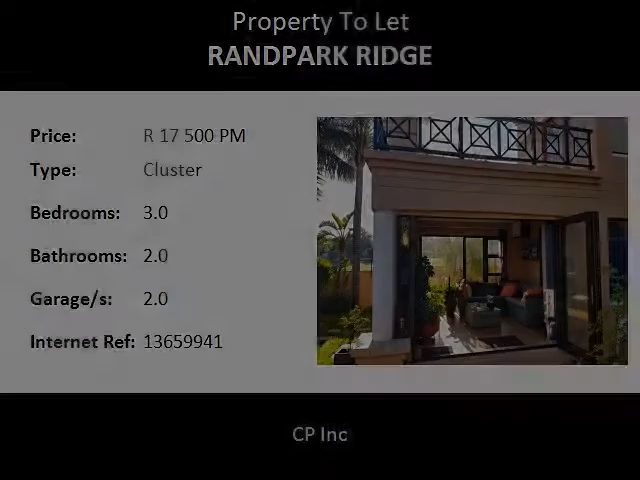 Property To Let
RANDPARK RIDGE
Price: R 17 500 PM
Type: Cluster
Bedrooms: 3.0
Bathrooms: 2.0
Garage/s: 2.0
Internet Ref: 13659941
CP Inc